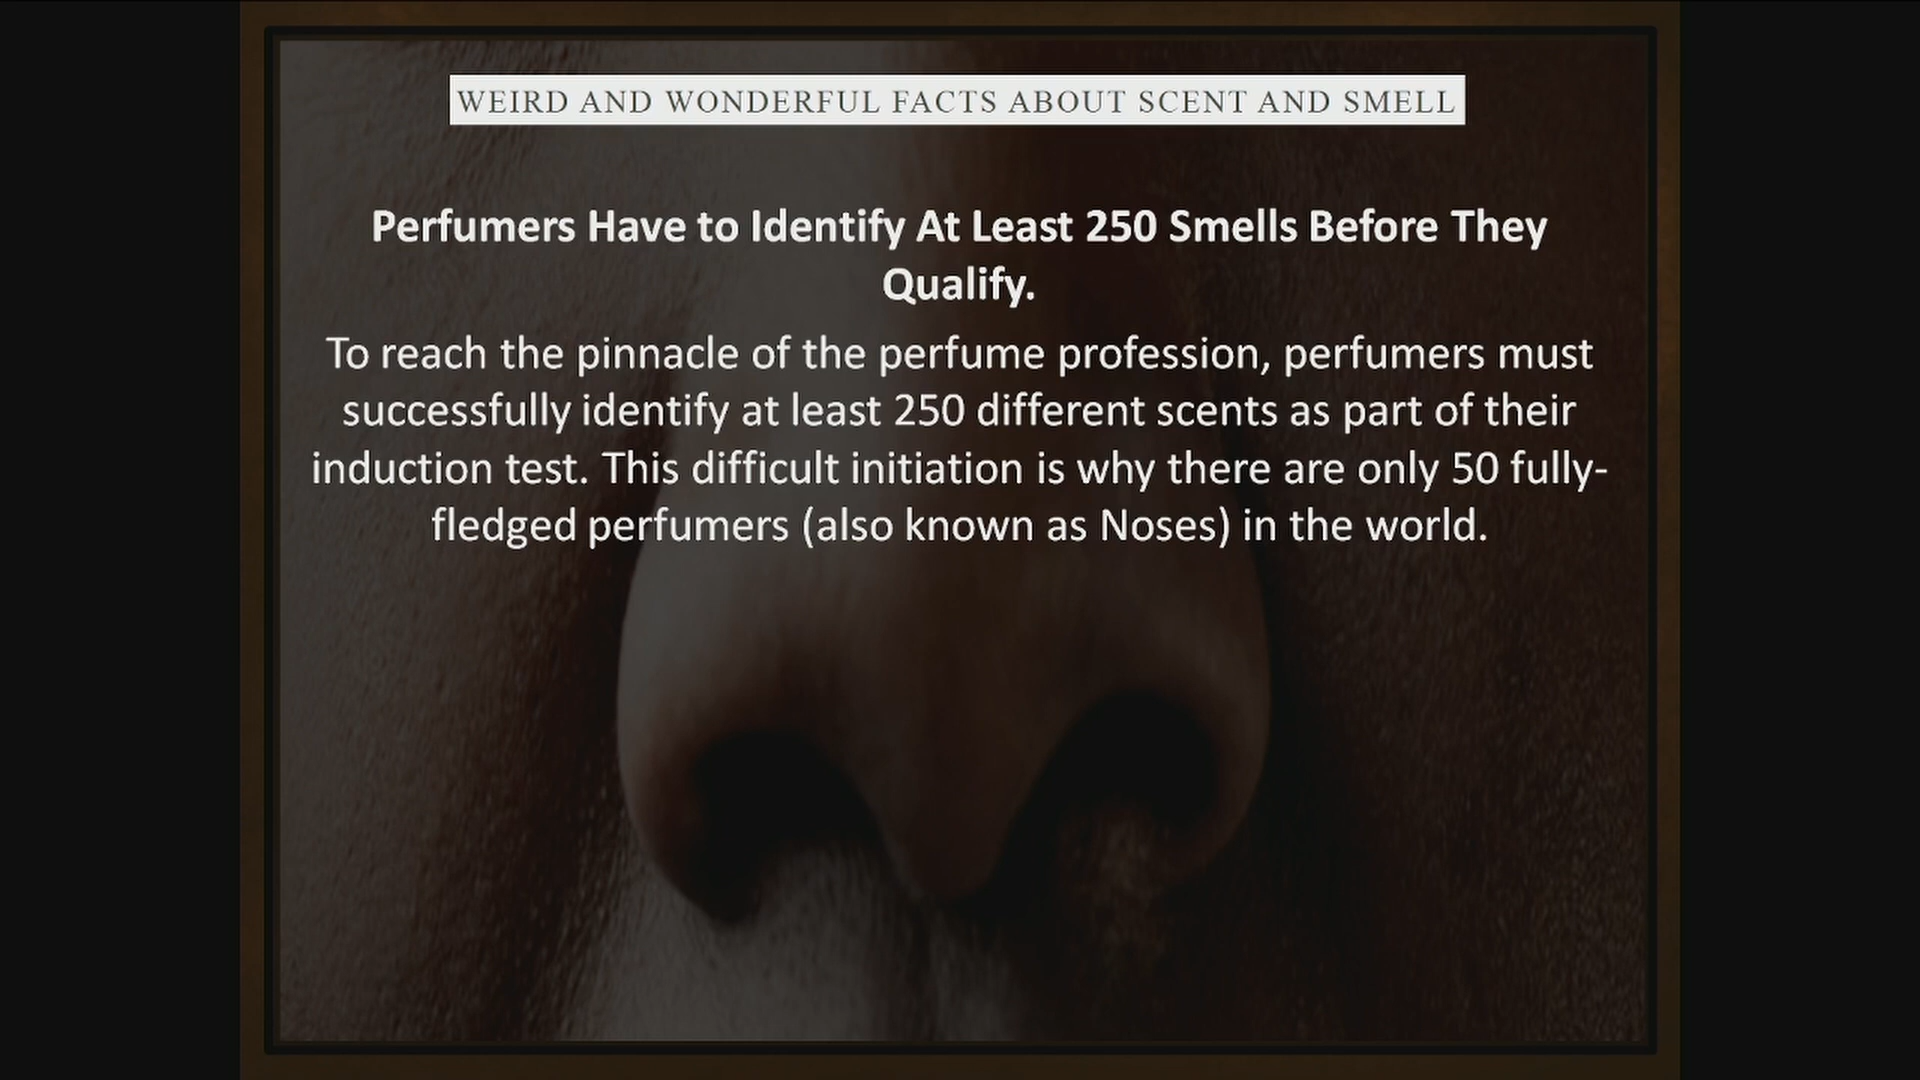 WEIRD AND WONDERFUL FACTS ABOUT SCENT AND SMELL
Perfumers Have to Identify At Least 250 Smells Before They
Qualify.
To reach the pinnacle of the perfume profession, perfumers must
successfully identify at least 250 different scents as part of their
induction test. This difficult initiation is why there are only 50 fully-
fledged perfumers (also known as Noses) in the world.